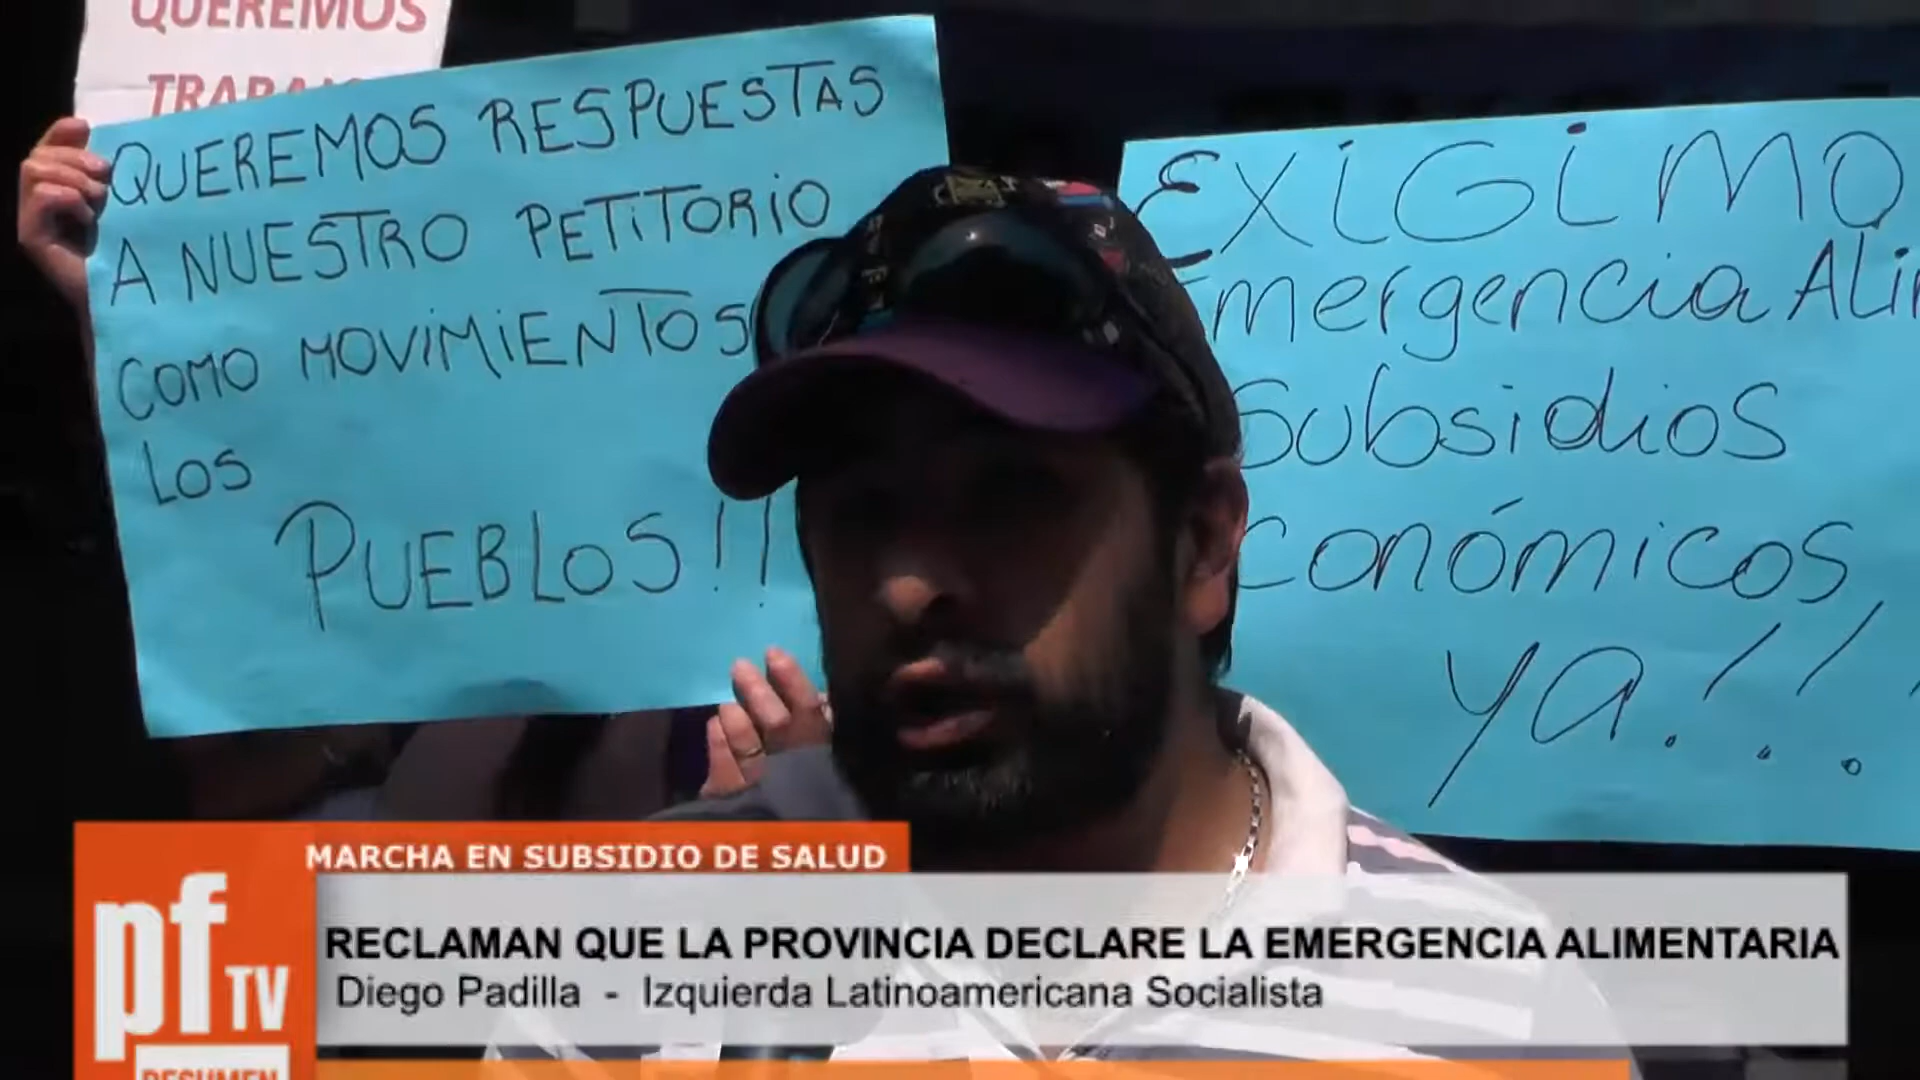 QUEREMOS
QUEREMOS RESPUESTAS
A NUESTRO PETITORIO
COMO MOVIMIENTOS
LOS
PUEBLOS!!
EXIGIMO
Emergencia Ali
Subsidios
conómicos,
ya!!!
MARCHA EN SUBSIDIO DE SALUD
pf TV
RESUMEN
RECLAMAN QUE LA PROVINCIA DECLARE LA EMERGENCIA ALIMENTARIA
Diego Padilla - Izquierda Latinoamericana Socialista